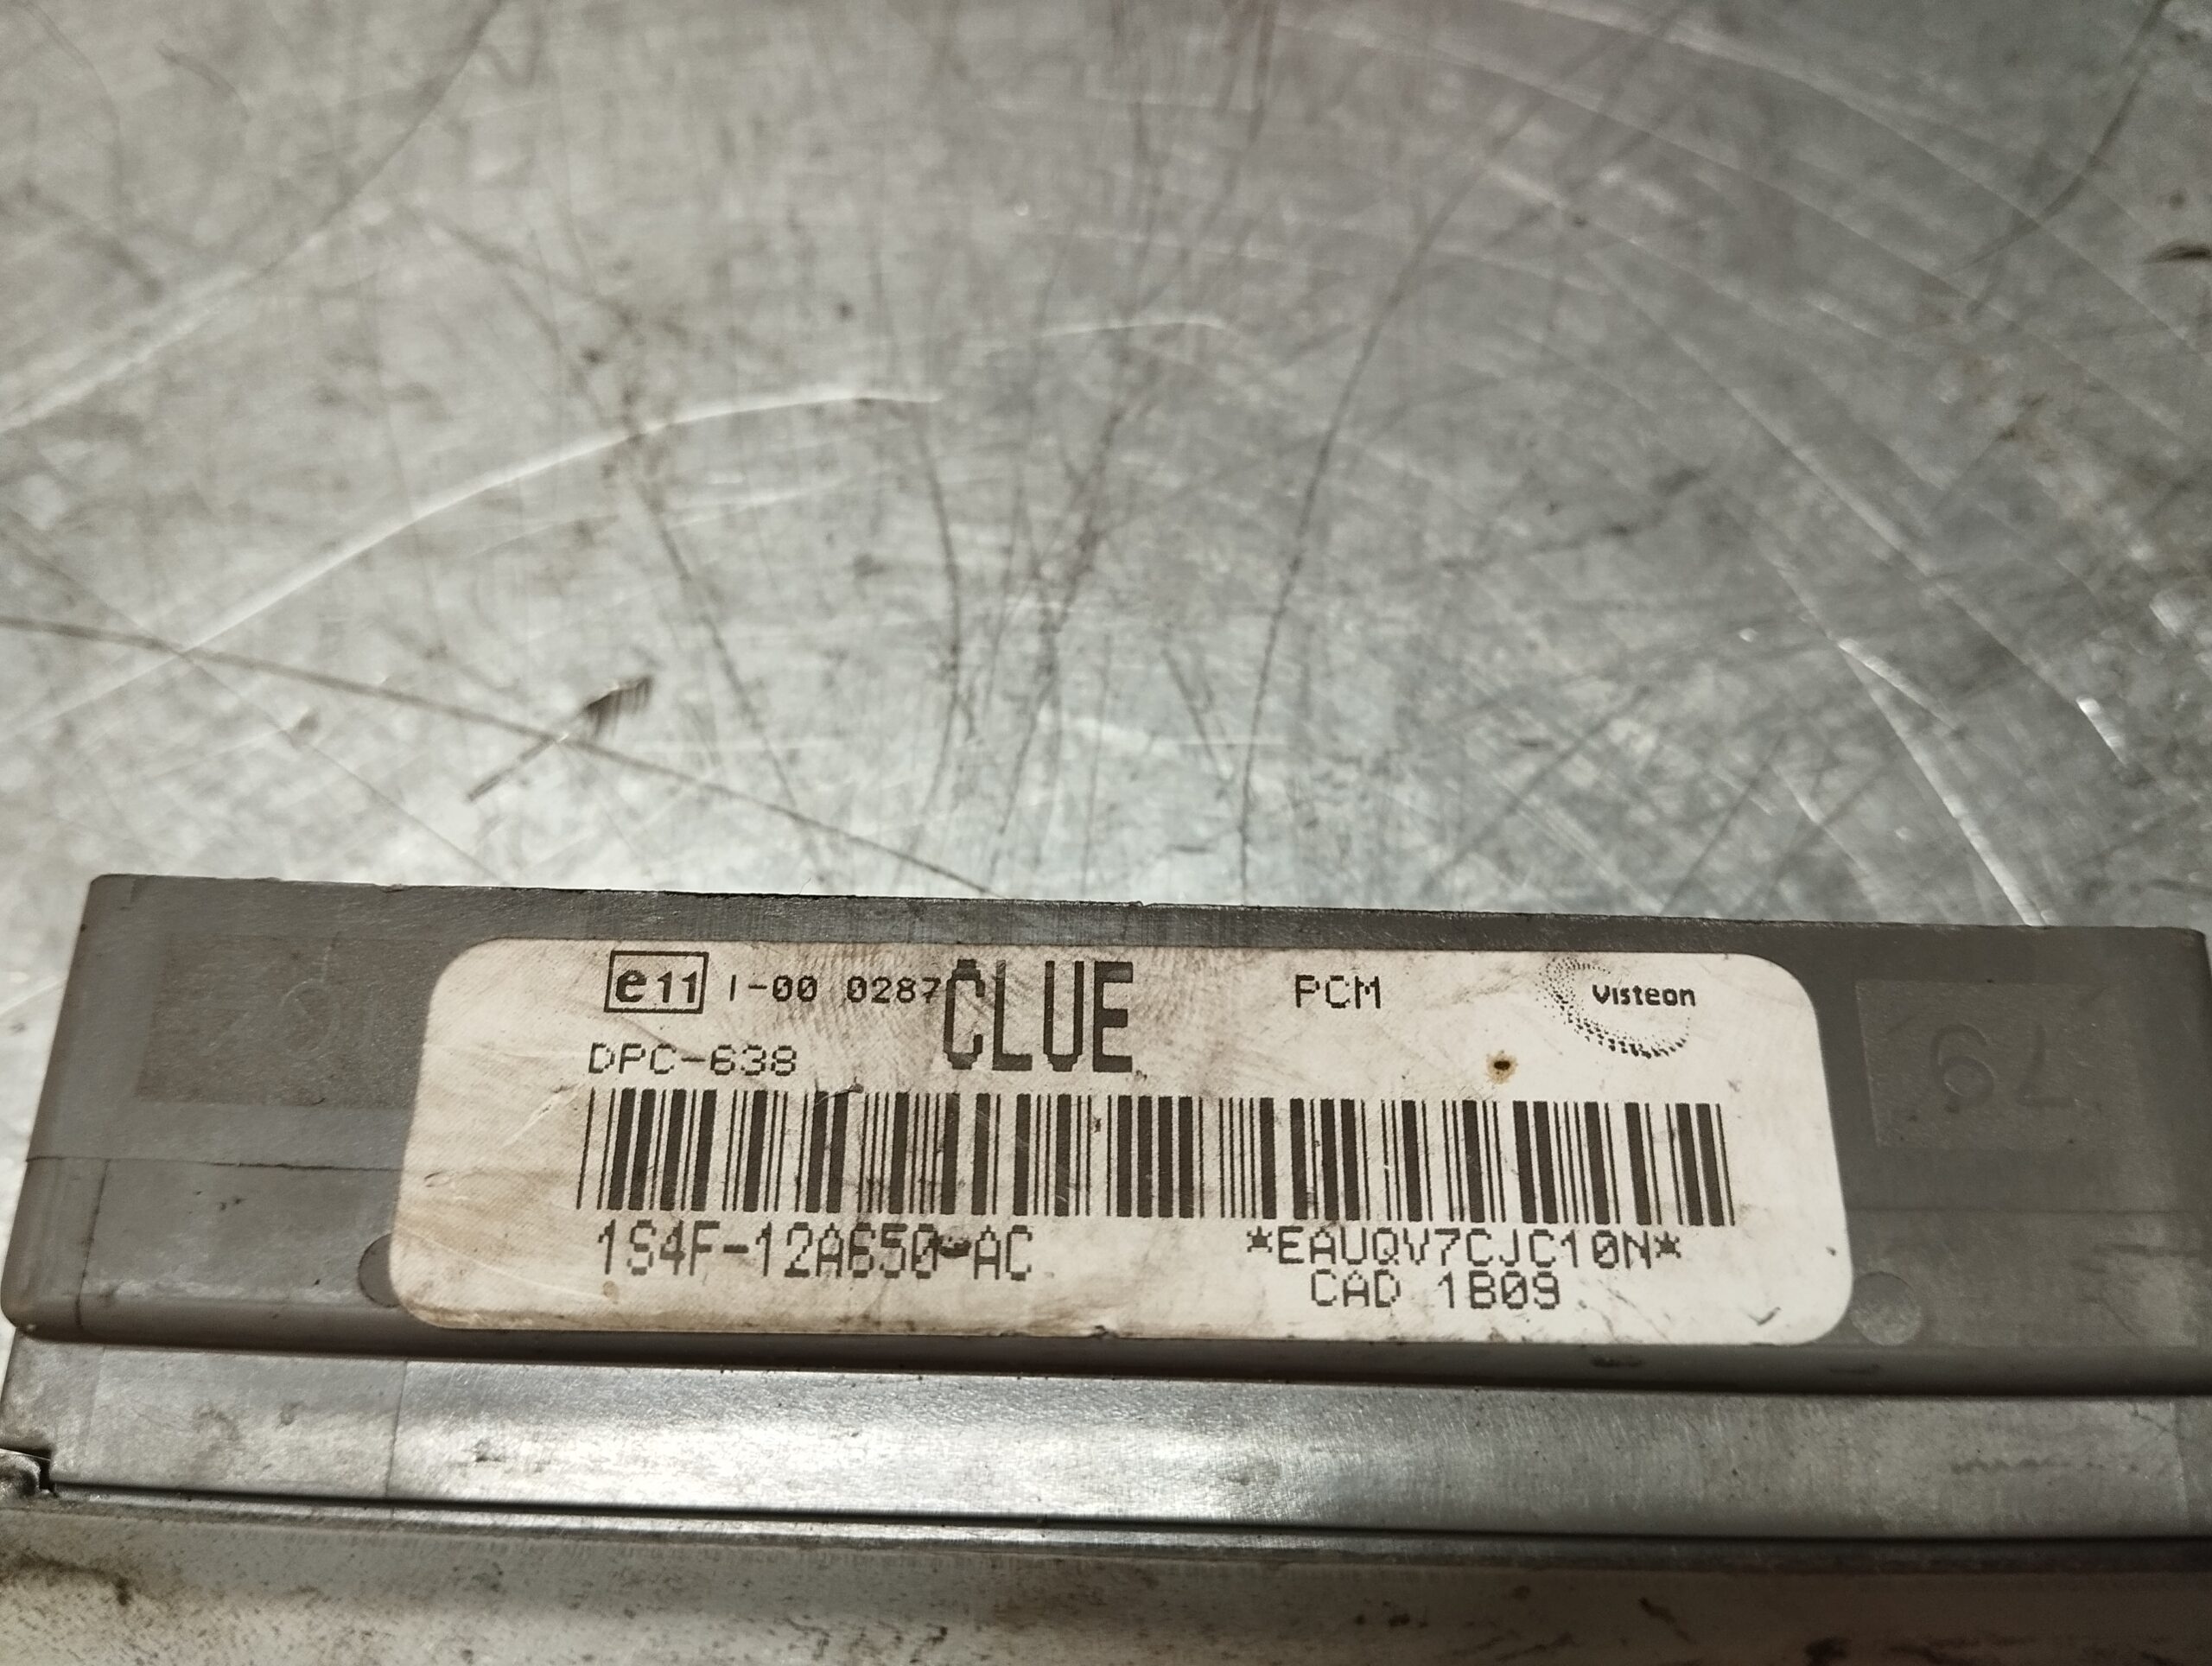 e11 I-00 0287 CLUE PCM Visteon
DPC-638
1S4F-12A650-AC *EAUQV7CJC10N*
CAD 1B09